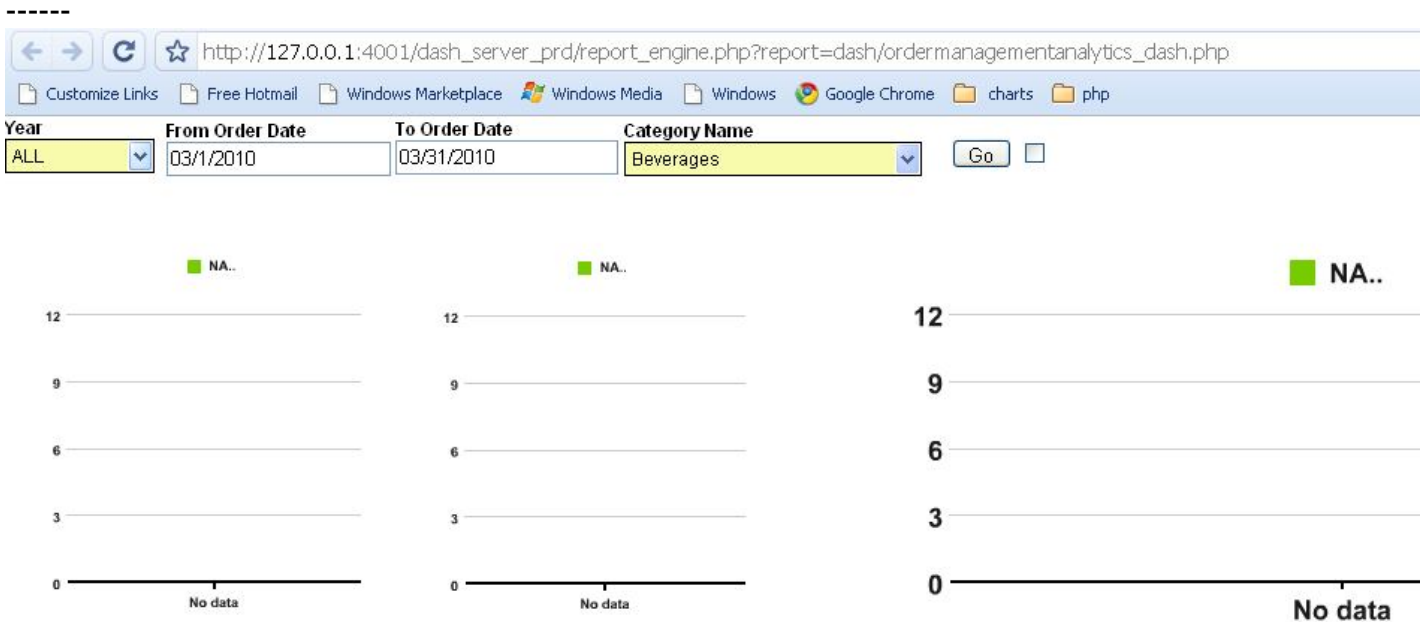 ------
http://127.0.0.1:4001/dash_server_prd/report_engine.php?report=dash/ordermanagementanalytics_dash.php
Customize Links Free Hotmail Windows Marketplace Windows Media Windows Google Chrome charts php
Year From Order Date To Order Date Category Name
ALL 03/1/2010 03/31/2010 Beverages Go
NA.. NA.. NA..
12 12 12
9 9 9
6 6 6
3 3 3
0 0 0
No data No data No data